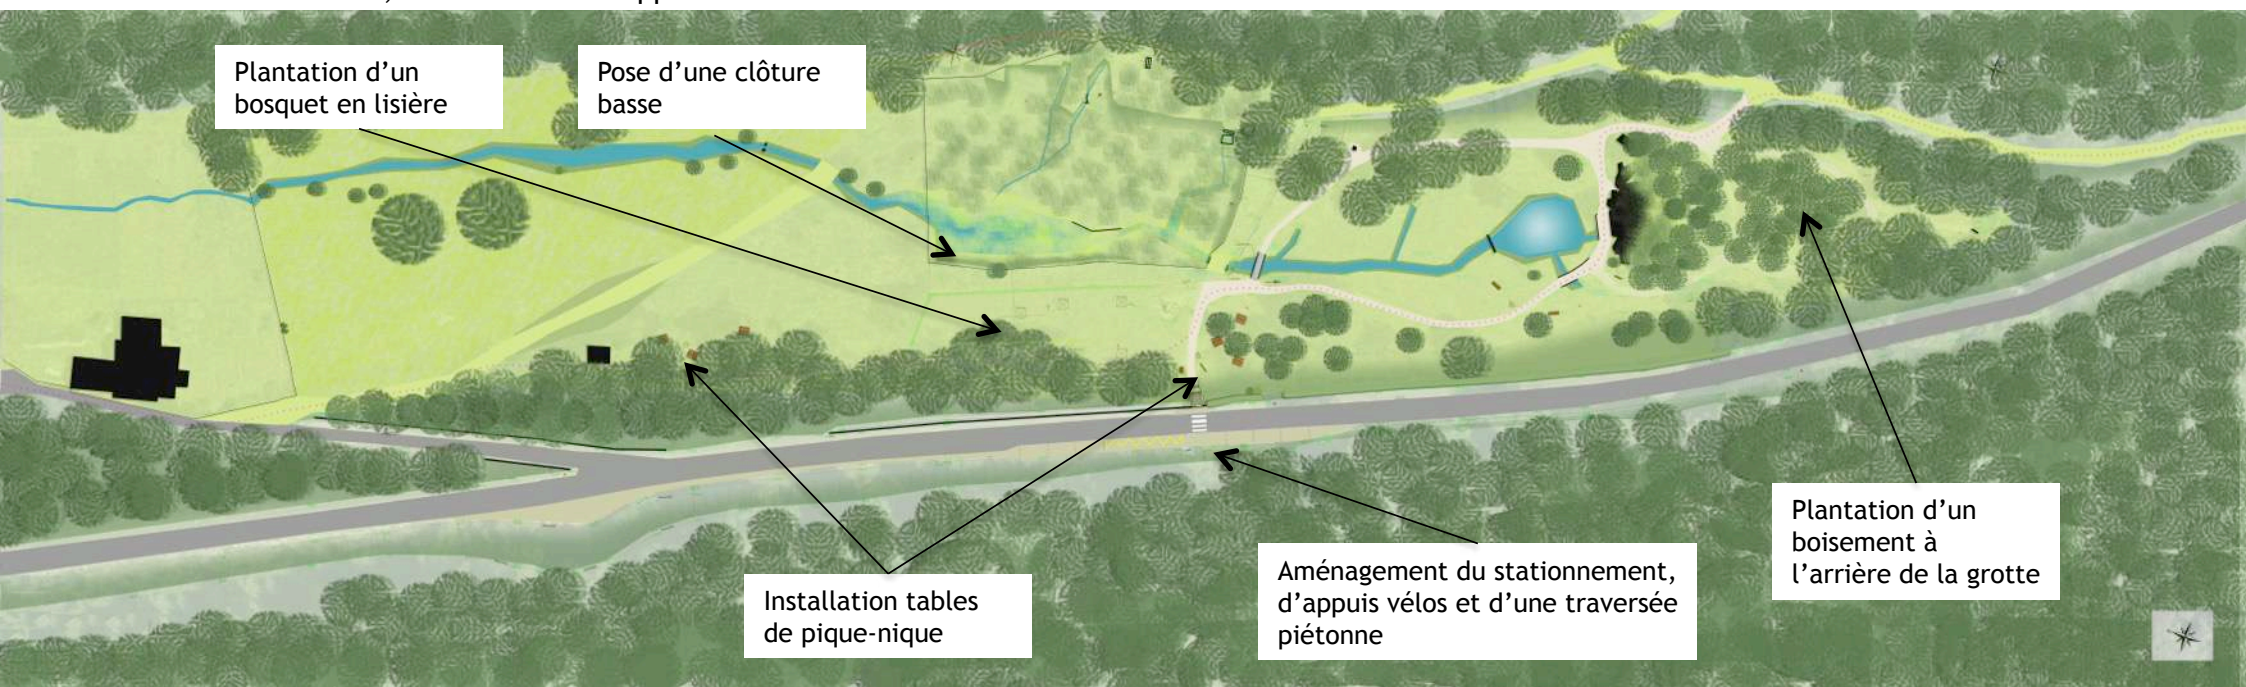 Plantation d’un
bosquet en lisière
Pose d’une clôture
basse
Installation tables
de pique-nique
Aménagement du stationnement,
d’appuis vélos et d’une traversée
piétonne
Plantation d’un
boisement à
l’arrière de la grotte